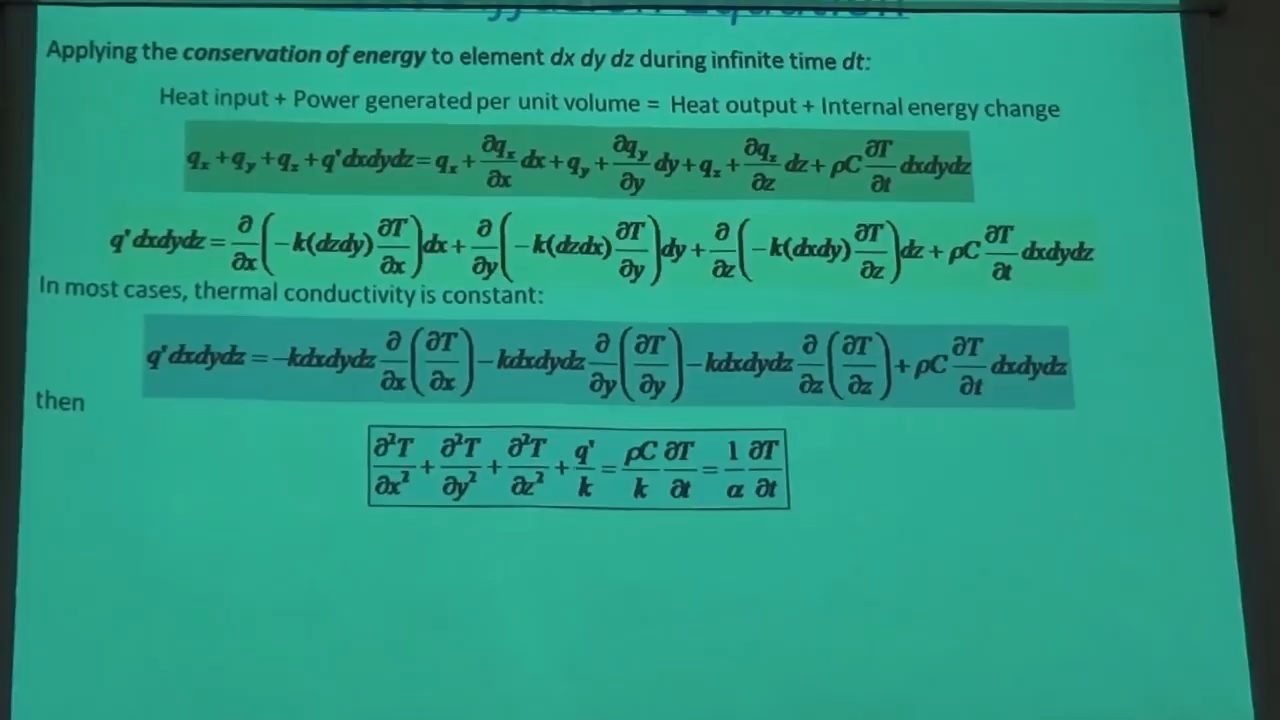 Applying the conservation of energy to element dx dy dz during infinite time dt:
Heat input + Power generated per unit volume = Heat output + Internal energy change
qₓ + q_y + q_z + q' dxdydz = qₓ + ∂qₓ/∂x dx + q_y + ∂q_y/∂y dy + q_z + ∂q_z/∂z dz + ρC ∂T/∂t dxdydz
q' dxdydz = ∂/∂x (−k(dzdy) ∂T/∂x) dx + ∂/∂y (−k(dzdx) ∂T/∂y) dy + ∂/∂z (−k(dxdy) ∂T/∂z) dz + ρC ∂T/∂t dxdydz
In most cases, thermal conductivity is constant:
q' dxdydz = −kdxdydz ∂/∂x (∂T/∂x) − kdxdydz ∂/∂y (∂T/∂y) − kdxdydz ∂/∂z (∂T/∂z) + ρC ∂T/∂t dxdydz
then
∂²T/∂x² + ∂²T/∂y² + ∂²T/∂z² + q'/k = ρC/k ∂T/∂t = 1/α ∂T/∂t